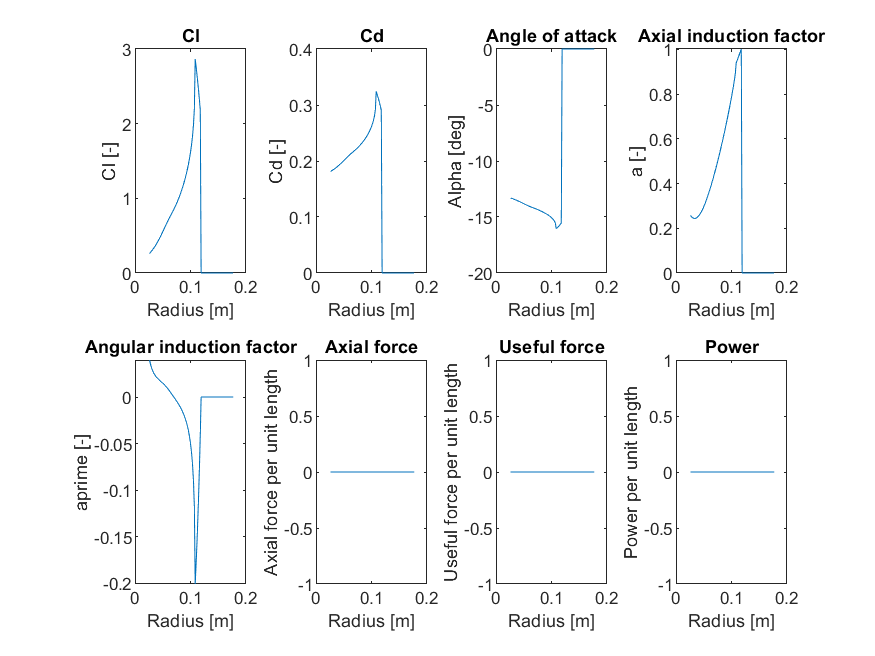 Cl
Cl [-]
3
2
1
0
0 0.1 0.2
Radius [m]
Cd
Cd [-]
0.4
0.3
0.2
0.1
0
0 0.1 0.2
Radius [m]
Angle of attack
Alpha [deg]
0
-5
-10
-15
-20
0 0.1 0.2
Radius [m]
Axial induction factor
a [-]
1
0.8
0.6
0.4
0.2
0
0 0.1 0.2
Radius [m]
Angular induction factor
aprime [-]
0
-0.05
-0.1
-0.15
-0.2
0 0.1 0.2
Radius [m]
Axial force
Axial force per unit length
1
0.5
0
-0.5
-1
0 0.1 0.2
Radius [m]
Useful force
Useful force per unit length
1
0.5
0
-0.5
-1
0 0.1 0.2
Radius [m]
Power
Power per unit length
1
0.5
0
-0.5
-1
0 0.1 0.2
Radius [m]